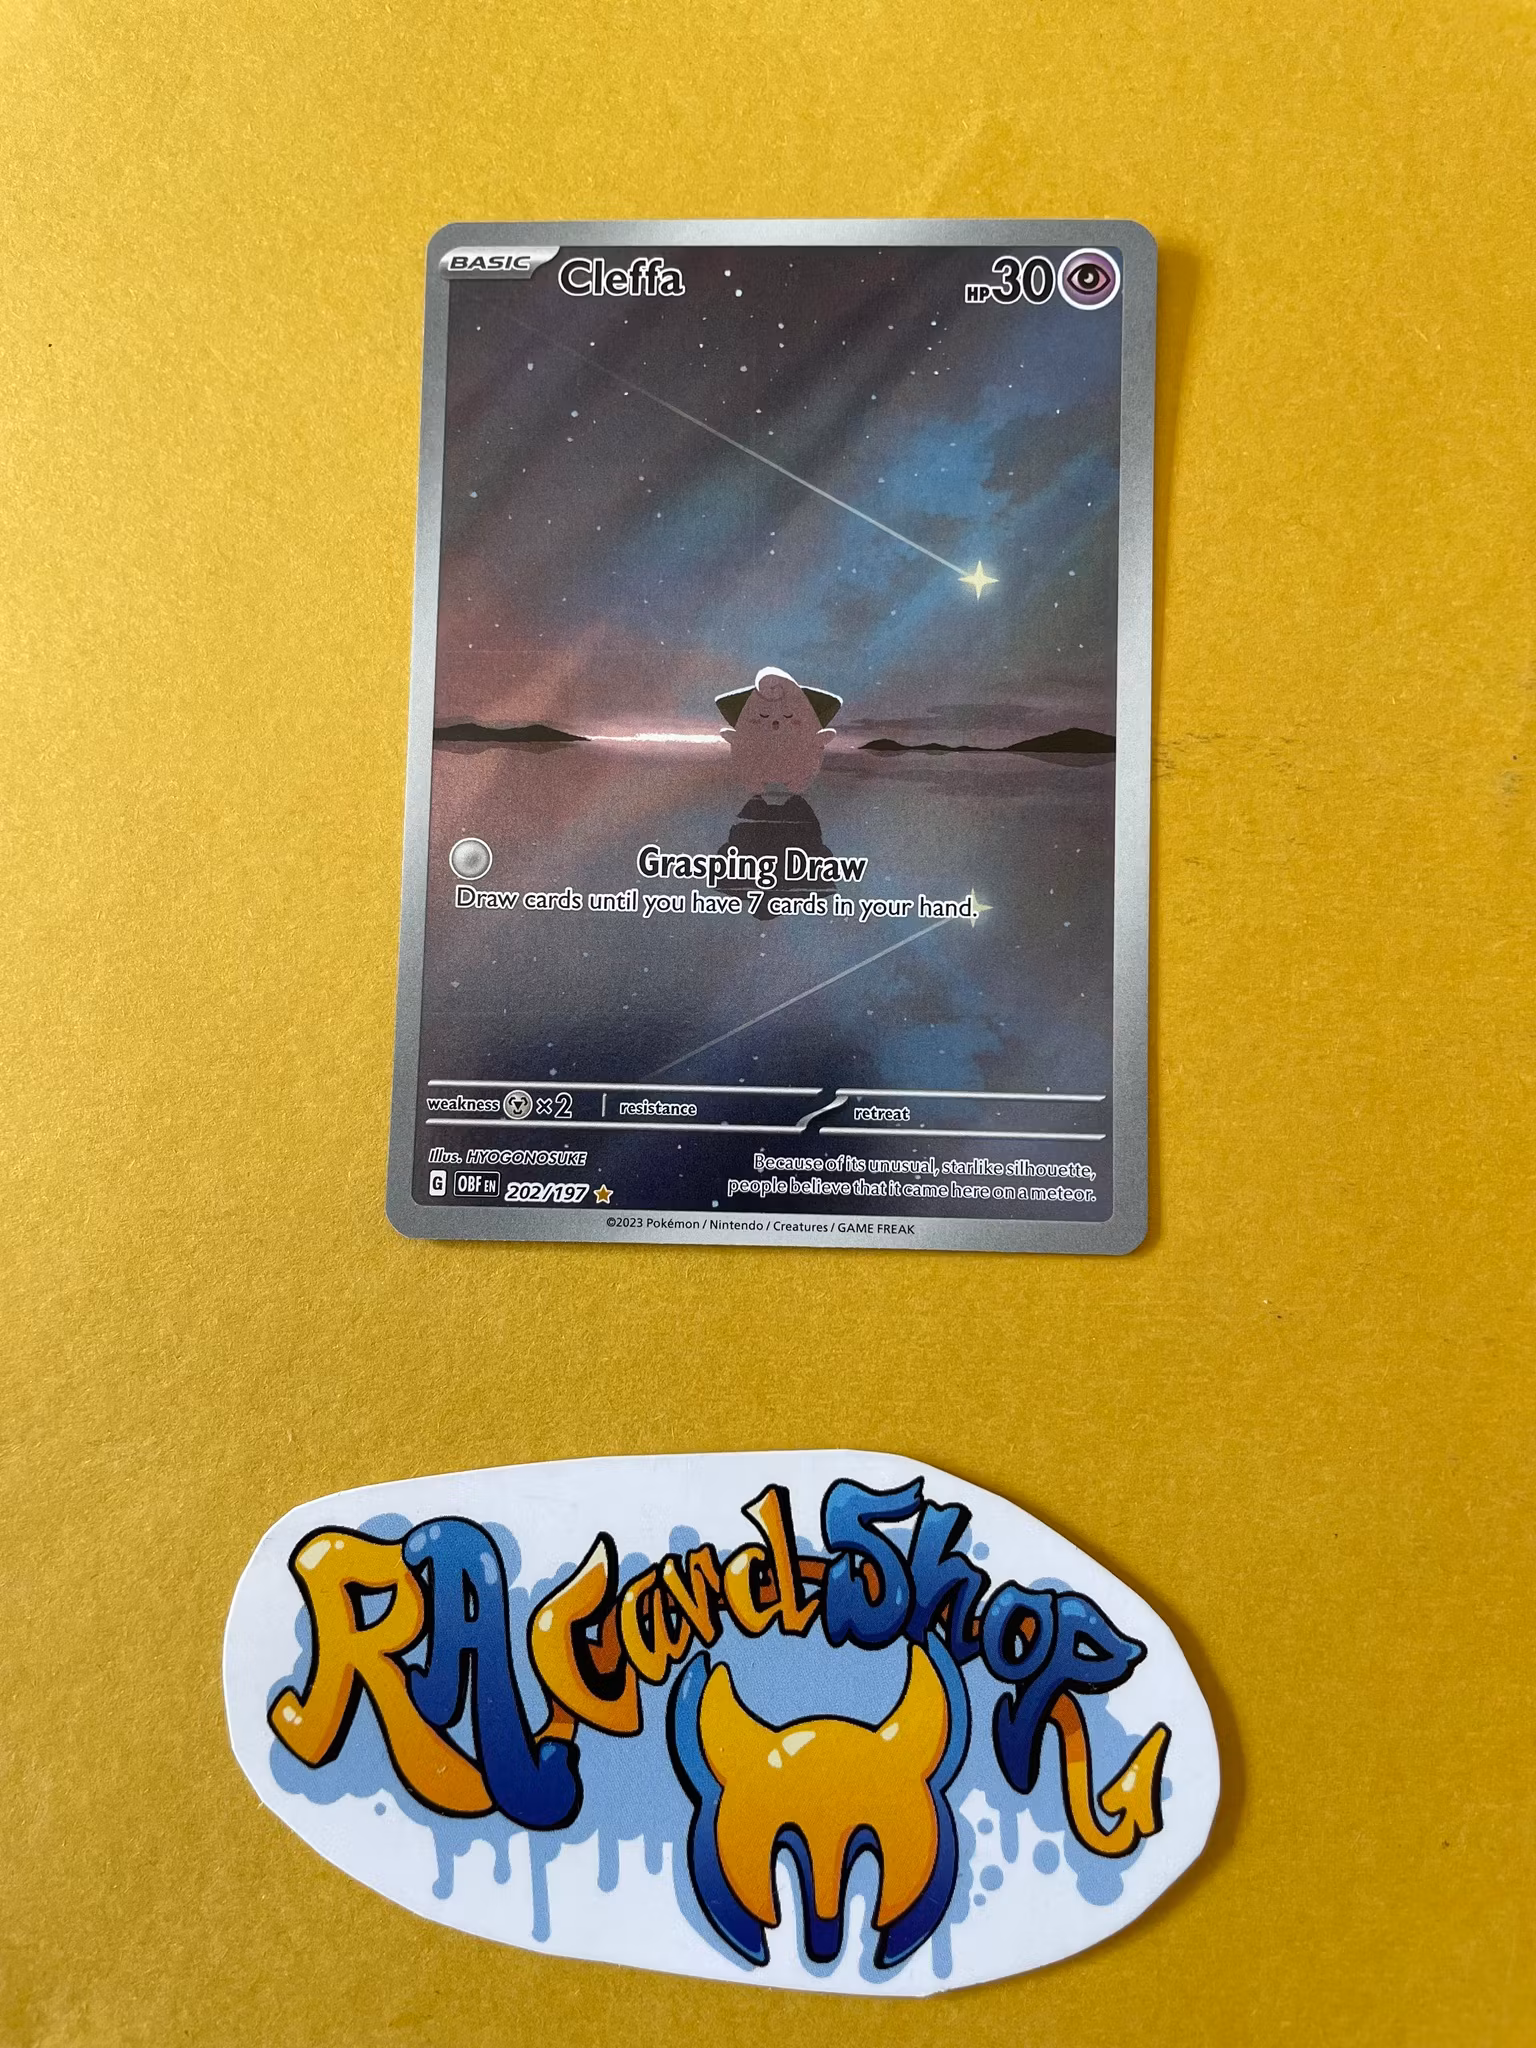 BASIC Cleffa HP 30
Grasping Draw
Draw cards until you have 7 cards in your hand.
weakness ×2 resistance retreat
Illus. HYOGONOSUKE
G OBF EN 202/197
Because of its unusual, starlike silhouette,
people believe that it came here on a meteor.
©2023 Pokémon / Nintendo / Creatures / GAME FREAK
RA Card Shop